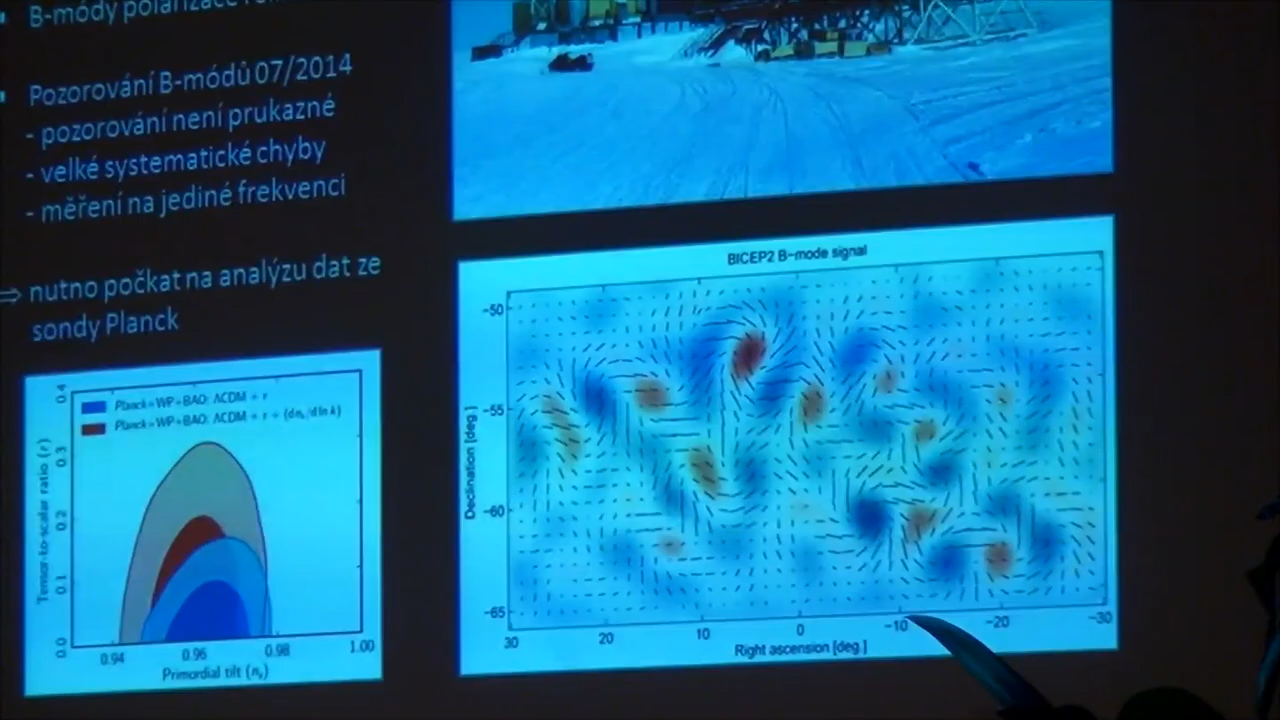 B-módy polarizace
Pozorování B-módů 07/2014
- pozorování není prukazné
- velké systematické chyby
- měření na jediné frekvenci
⇒ nutno počkat na analýzu dat ze
sondy Planck
Planck+WP+BAO: ΛCDM + r
Planck+WP+BAO: ΛCDM + r + (dnₛ/d ln k)
Tensor-to-scalar ratio (r)
0.4
0.3
0.2
0.1
0.0
0.94 0.96 0.98 1.00
Primordial tilt (nₛ)
BICEP2 B-mode signal
Declination [deg.]
-50
-55
-60
-65
30 20 10 0 -10 -20 -30
Right ascension [deg.]